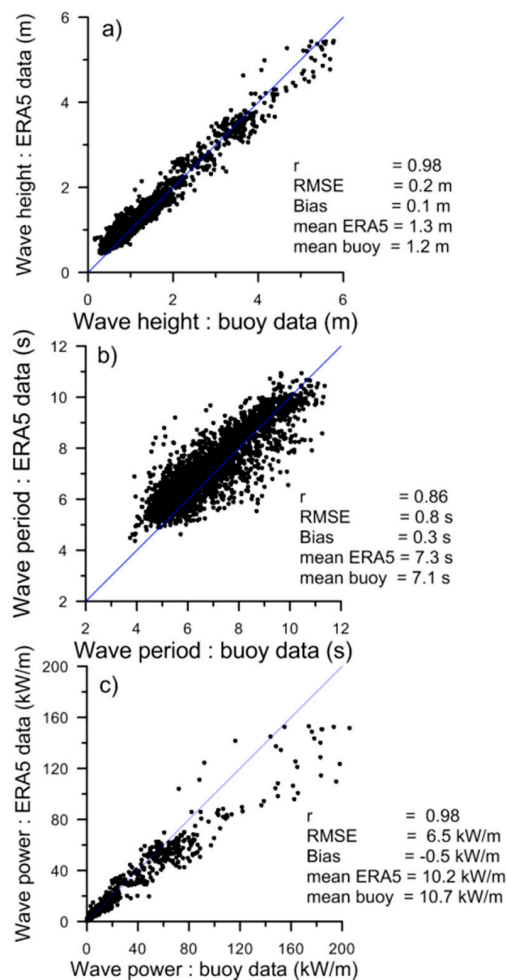 a)
Wave height : ERA5 data (m)
6
4
2
0
r = 0.98
RMSE = 0.2 m
Bias = 0.1 m
mean ERA5 = 1.3 m
mean buoy = 1.2 m
0 2 4 6
Wave height : buoy data (m)
b)
Wave period : ERA5 data (s)
12
10
8
6
4
2
r = 0.86
RMSE = 0.8 s
Bias = 0.3 s
mean ERA5 = 7.3 s
mean buoy = 7.1 s
2 4 6 8 10 12
Wave period : buoy data (s)
c)
Wave power : ERA5 data (kW/m)
200
160
120
80
40
0
r = 0.98
RMSE = 6.5 kW/m
Bias = -0.5 kW/m
mean ERA5 = 10.2 kW/m
mean buoy = 10.7 kW/m
0 40 80 120 160 200
Wave power : buoy data (kW/m)